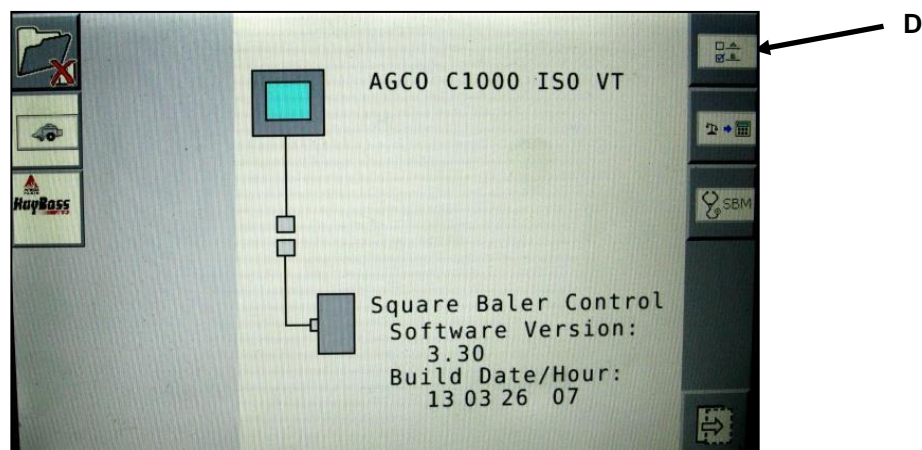 D
AGCO C1000 ISO VT
SBM
HayBoss
Square Baler Control
Software Version:
3.30
Build Date/Hour:
13 03 26 07